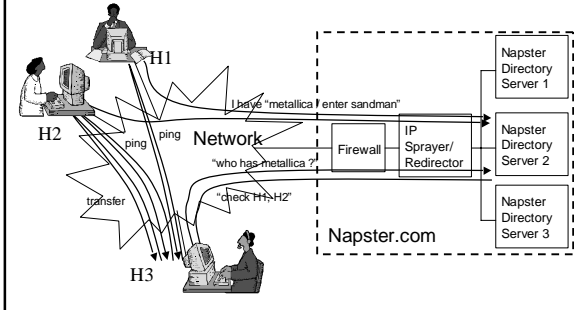 H1
H2
H3
ping
ping
transfer
Network
I have “metallica / enter sandman”
“who has metallica ?”
“check H1, H2”
Firewall
IP
Sprayer/
Redirector
Napster
Directory
Server 1
Napster
Directory
Server 2
Napster
Directory
Server 3
Napster.com